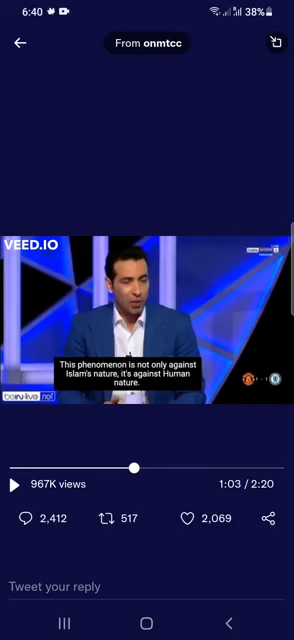 6:40
38%
From onmtcc
VEED.IO
This phenomenon is not only against
Islam's nature, it's against Human
nature.
967K views
1:03 / 2:20
2,412
517
2,069
Tweet your reply